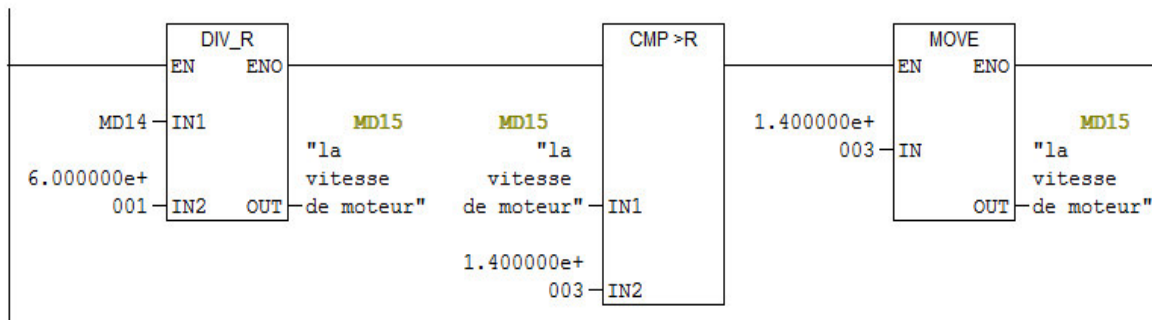 DIV_R
EN ENO
MD14 IN1
MD15
"la
vitesse
de moteur"
6.000000e+
001 IN2 OUT
CMP >R
MD15
"la
vitesse
de moteur" IN1
1.400000e+
003 IN2
MOVE
EN ENO
1.400000e+
003 IN
MD15
"la
vitesse
de moteur"
OUT